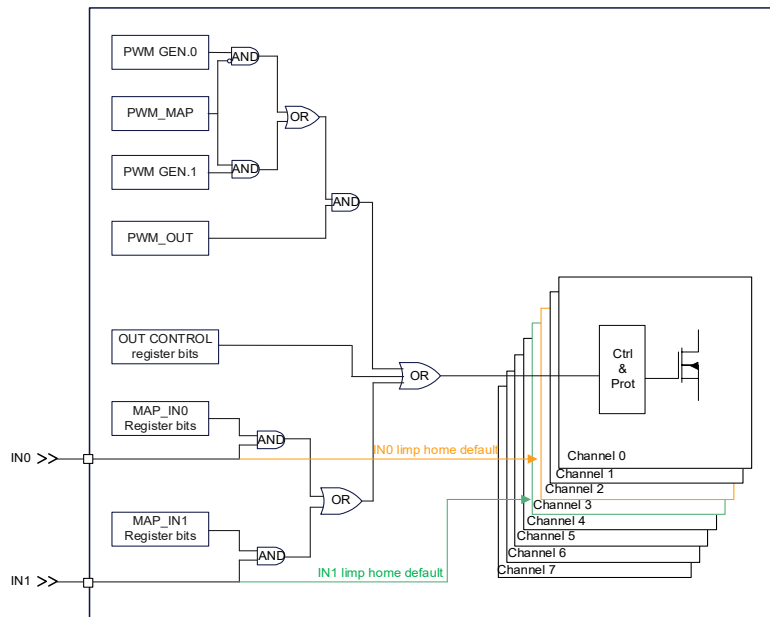 PWM GEN.0
AND
PWM_MAP
OR
PWM GEN.1
AND
AND
PWM_OUT
OUT CONTROL
register bits
OR
Ctrl
&
Prot
MAP_IN0
Register bits
AND
IN0
IN0 limp home default
OR
MAP_IN1
Register bits
AND
IN1
IN1 limp home default
Channel 0
Channel 1
Channel 2
Channel 3
Channel 4
Channel 5
Channel 6
Channel 7